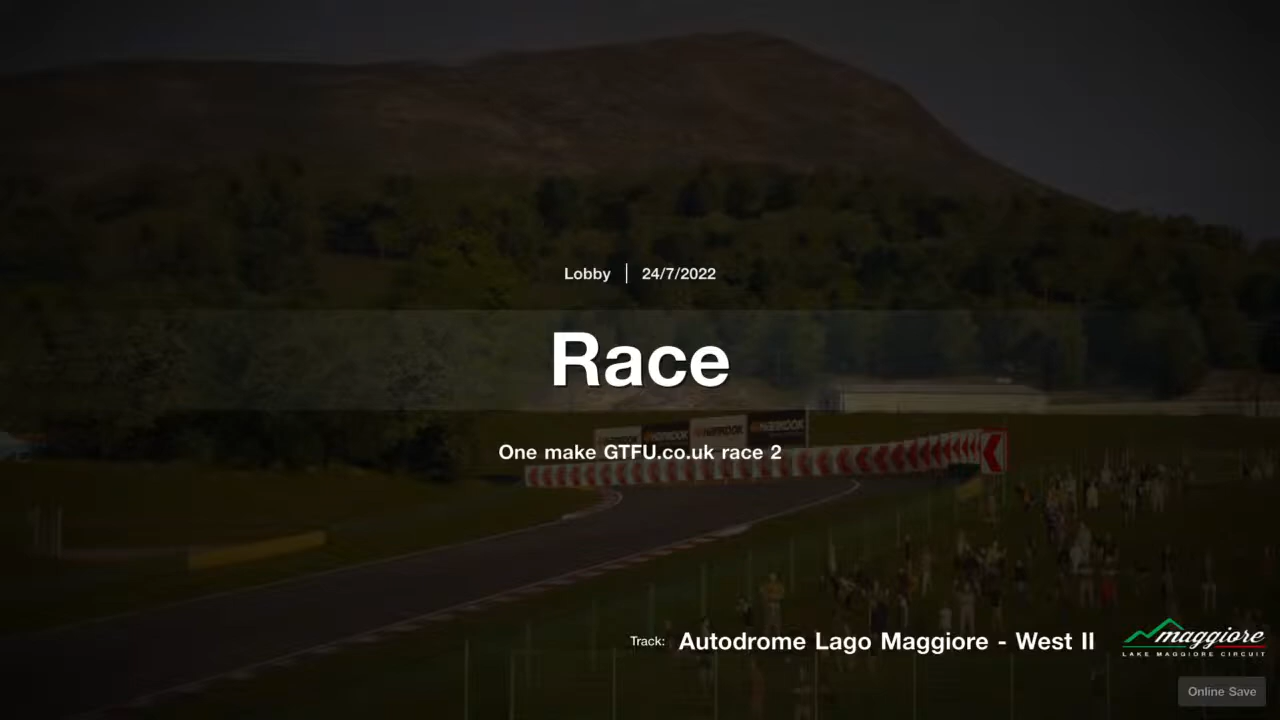 Lobby | 24/7/2022
Race
One make GTFU.co.uk race 2
Track: Autodrome Lago Maggiore - West II
maggiore
LAKE MAGGIORE CIRCUIT
Online Save